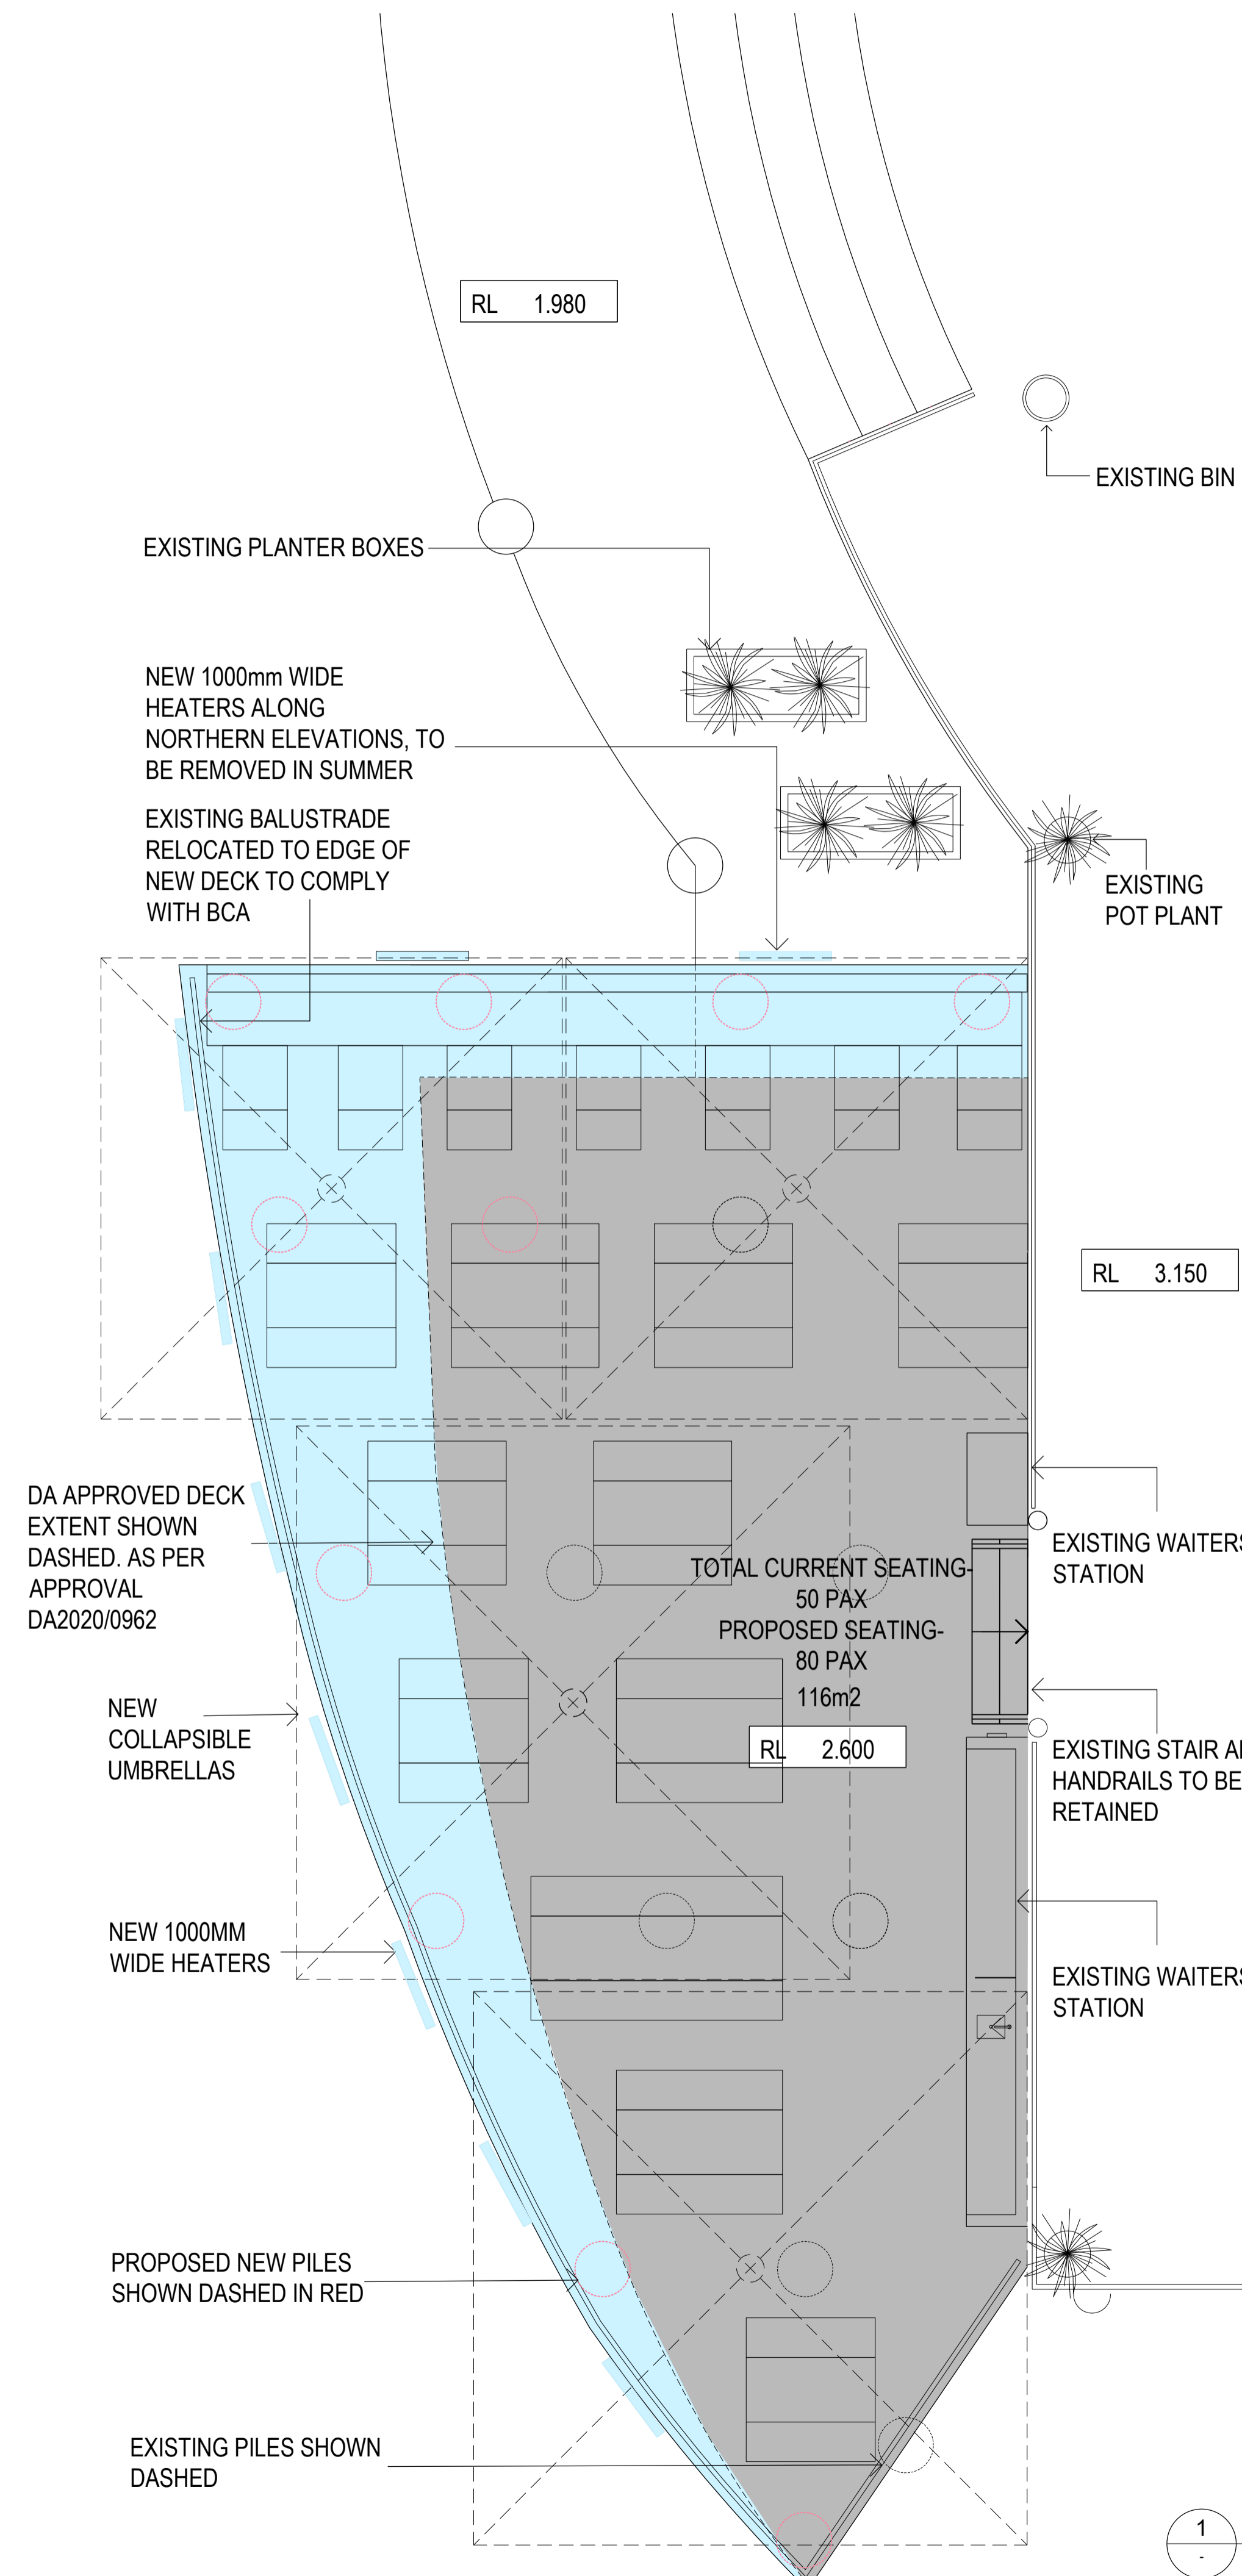 RL 1.980
EXISTING BIN
EXISTING PLANTER BOXES
NEW 1000mm WIDE
HEATERS ALONG
NORTHERN ELEVATIONS, TO
BE REMOVED IN SUMMER
EXISTING BALUSTRADE
RELOCATED TO EDGE OF
NEW DECK TO COMPLY
WITH BCA
EXISTING
POT PLANT
RL 3.150
DA APPROVED DECK
EXTENT SHOWN
DASHED. AS PER
APPROVAL
DA2020/0962
TOTAL CURRENT SEATING-
50 PAX
PROPOSED SEATING-
80 PAX
116m2
RL 2.600
EXISTING WAITERS
STATION
NEW
COLLAPSIBLE
UMBRELLAS
EXISTING STAIR
HANDRAILS TO BE
RETAINED
NEW 1000MM
WIDE HEATERS
EXISTING WAITERS
STATION
PROPOSED NEW PILES
SHOWN DASHED IN RED
EXISTING PILES SHOWN
DASHED
1
-